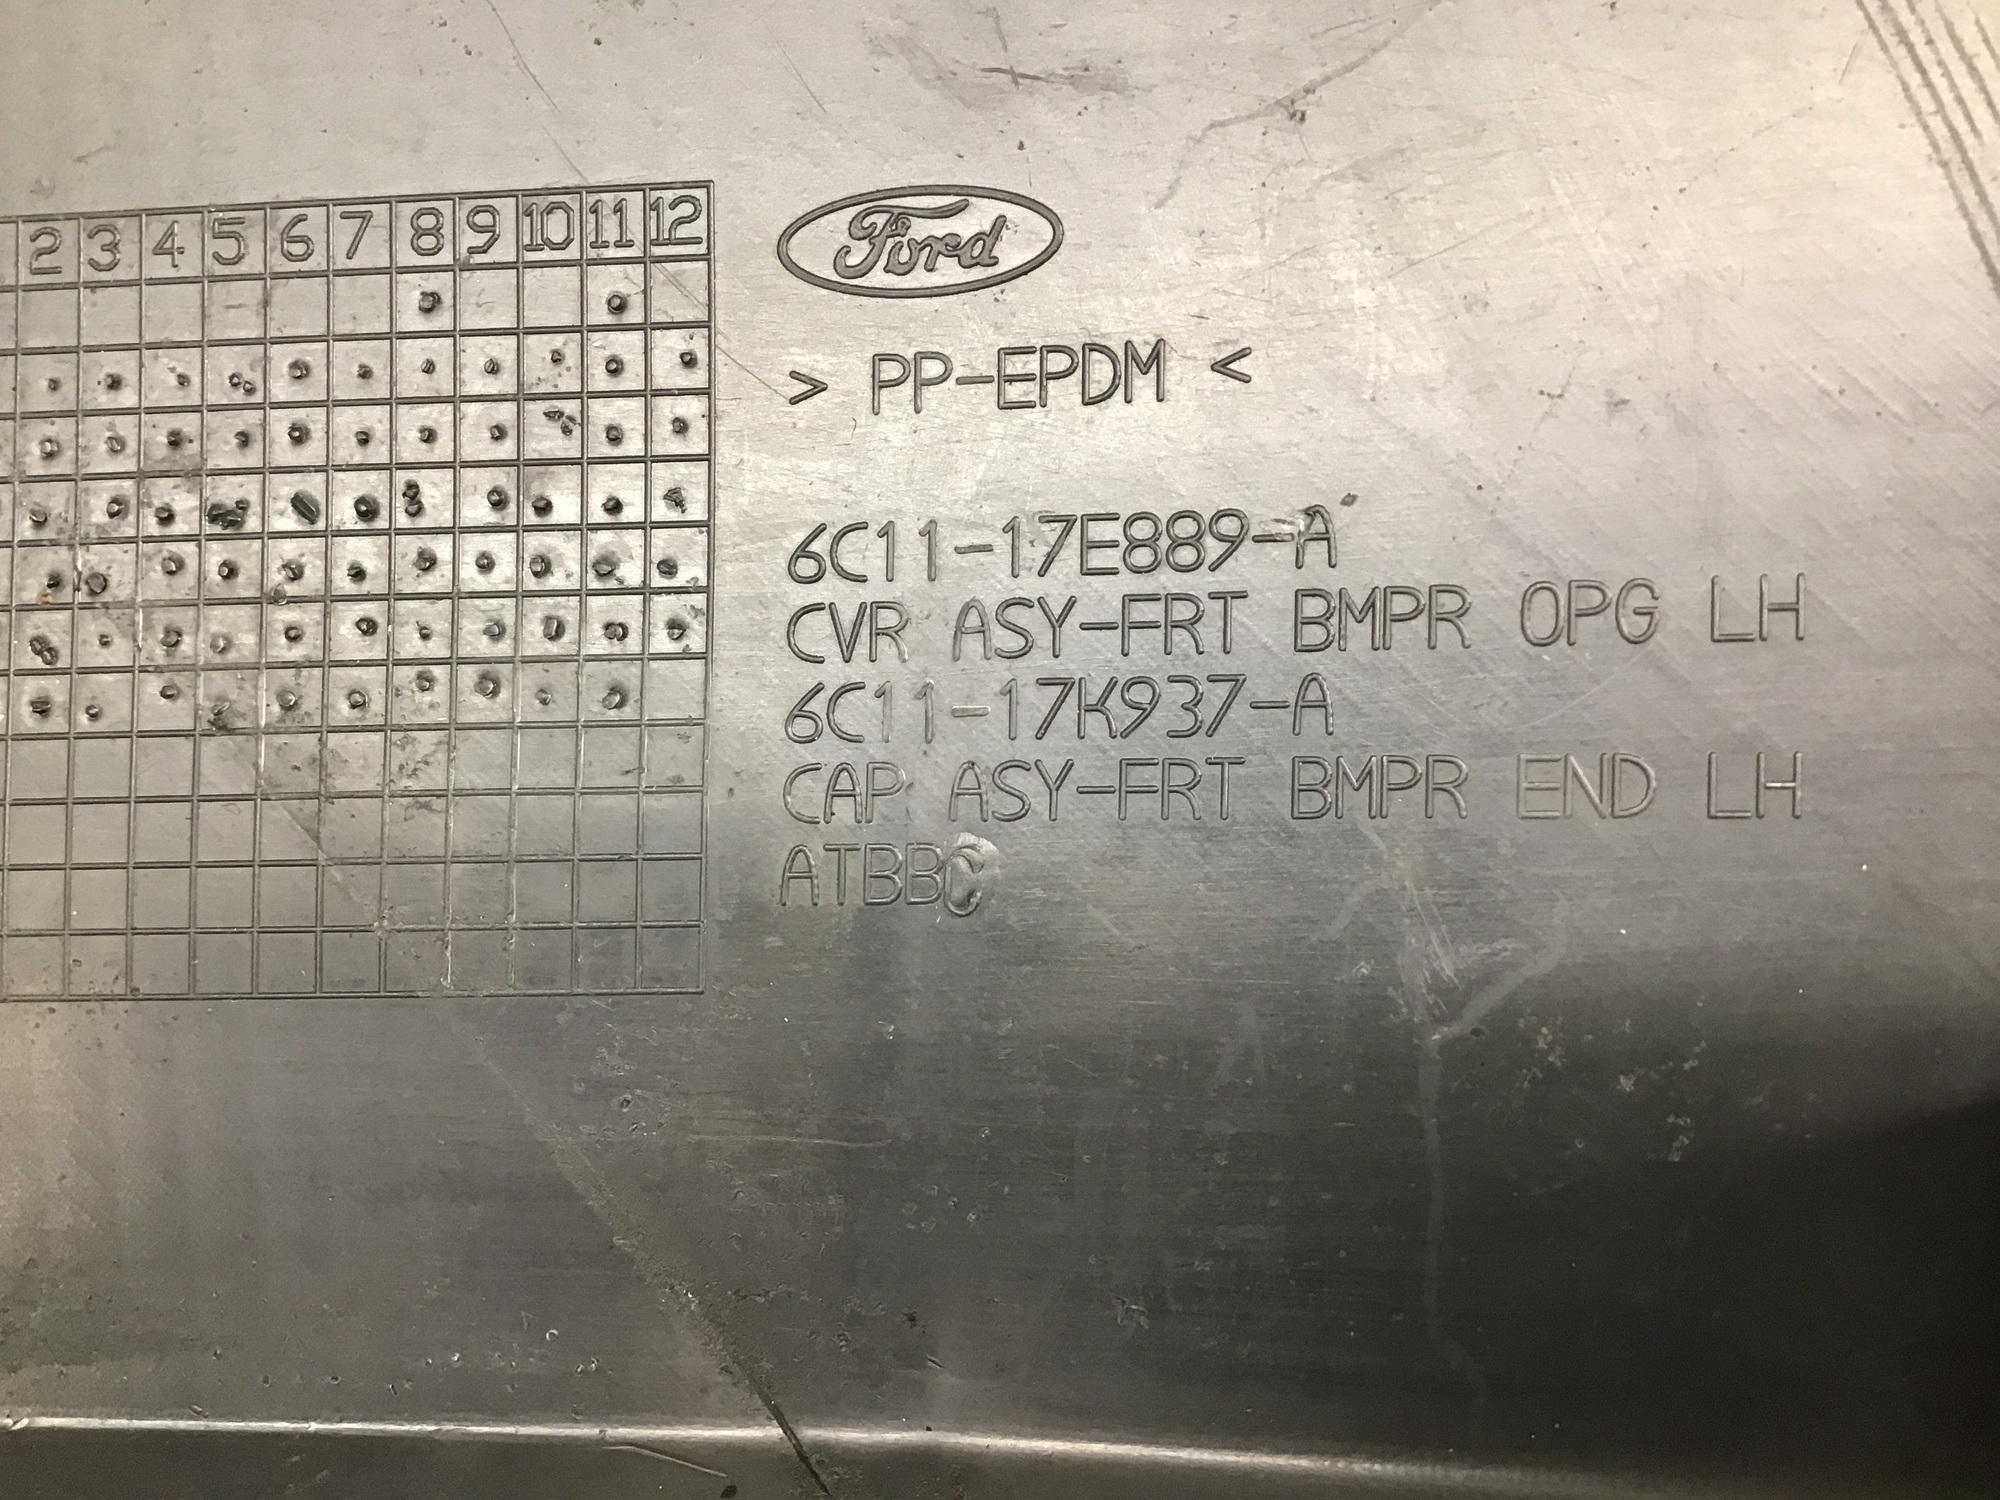 2 3 4 5 6 7 8 9 10 11 12
Ford
> PP-EPDM <
6C11-17E889-A
CVR ASY-FRT BMPR OPG LH
6C11-17K937-A
CAP ASY-FRT BMPR END LH
ATBBC